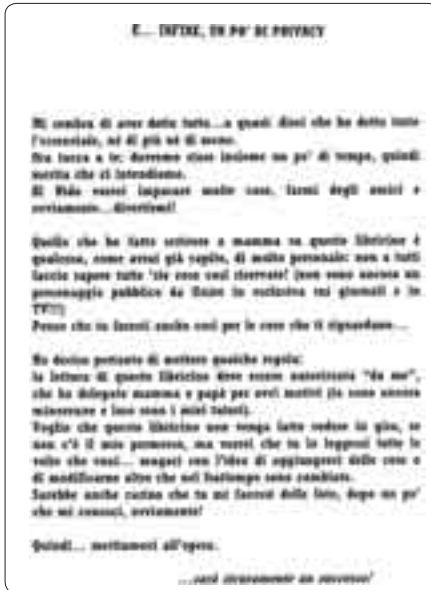 E... INFINE, UN PO' DI PRIVACY
Mi sembra di aver detto tutto...o quasi: direi che ho detto tutto
l'essenziale, né di più né di meno.
Ora tocca a te; dovremo stare insieme un po' di tempo, quindi
merita che ci intendiamo.
Al Nido vorrei imparare molte cose, farmi degli amici e
ovviamente...divertirmi!
Quello che ho fatto scrivere a mamma su questo libricino è
qualcosa, come avrai già capito, di molto personale: non a tutti
faccio sapere tutte 'ste cose così riservate! (non sono ancora un
personaggio pubblico da finire in esclusiva sui giornali e in
TV!!!)
Penso che tu faresti anche così per le cose che ti riguardano...
Ho deciso pertanto di mettere qualche regola:
la lettura di questo libricino deve essere autorizzata "da me",
che ho delegato mamma e papà per ovvi motivi (io sono ancora
minorenne e loro sono i miei tutori).
Voglio che questo libricino non venga fatto vedere in giro, se
non c'è il mio permesso, ma vorrei che tu lo leggessi tutte le
volte che vuoi... magari con l'idea di aggiungerci delle cose o
di modificarne altre che nel frattempo sono cambiate.
Sarebbe anche carino che tu mi facessi delle foto, dopo un po'
che mi conosci, ovviamente!
Quindi... mettiamoci all'opera.
...sarà sicuramente un successo!